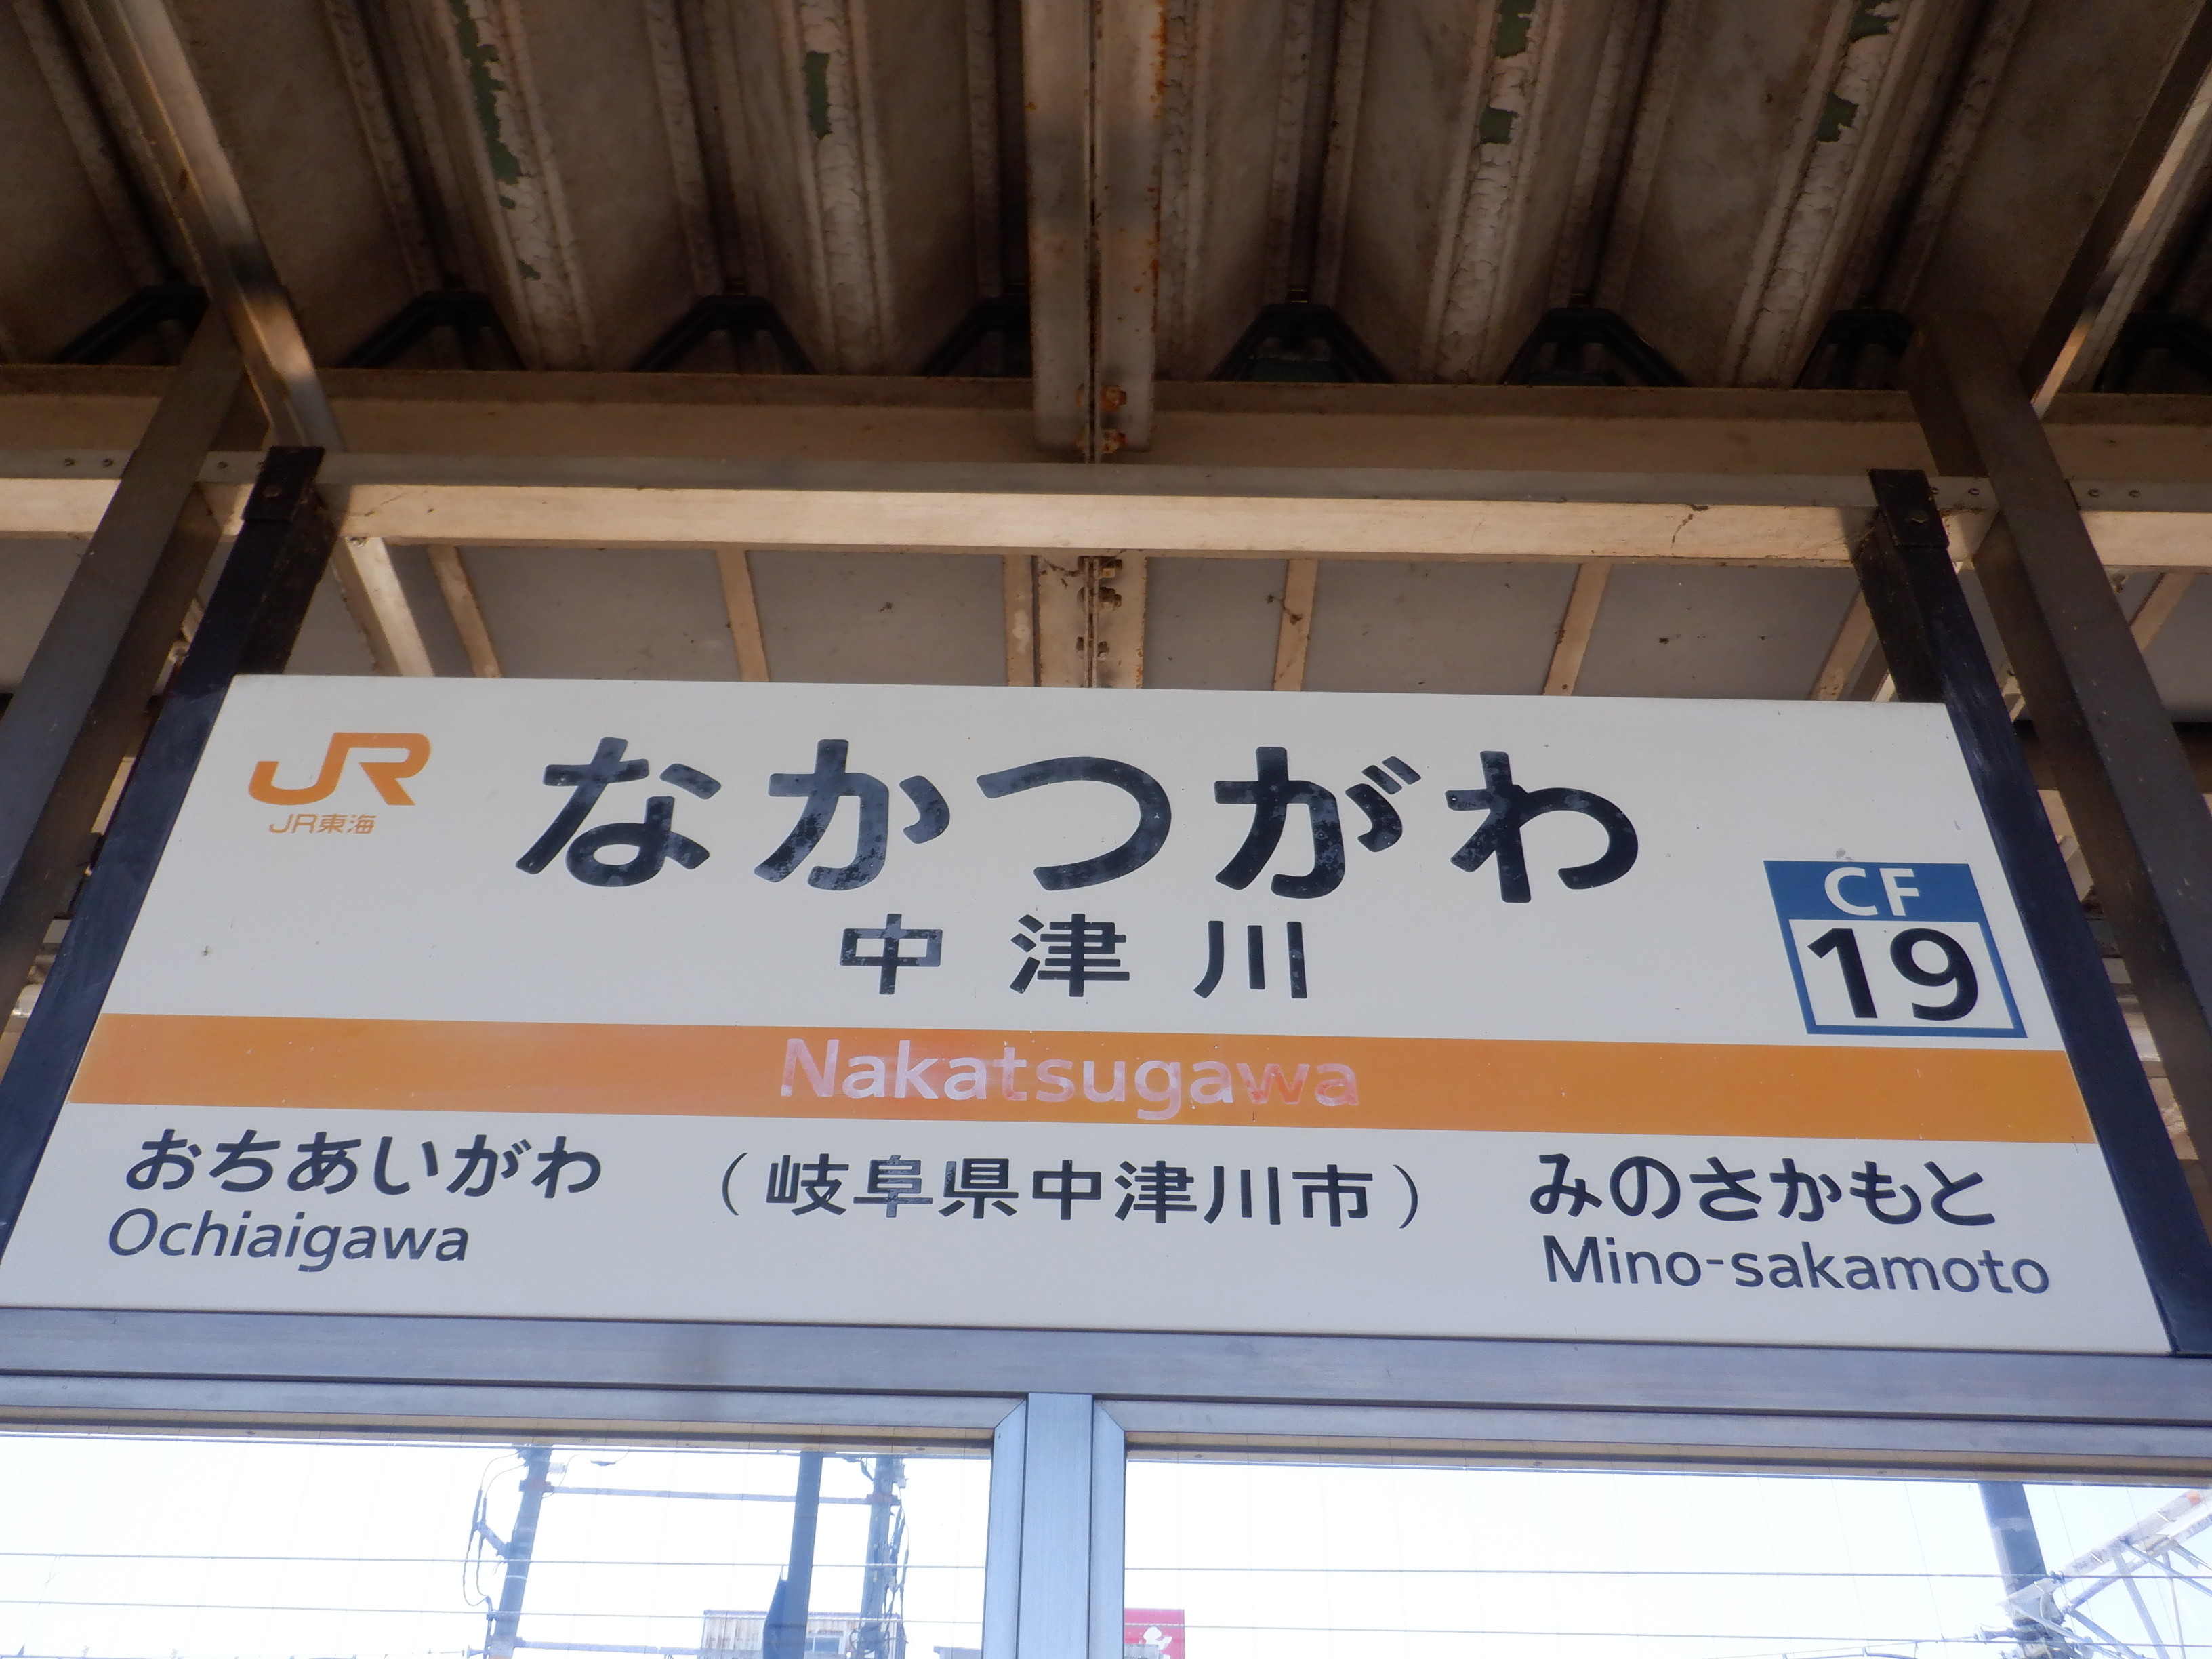 JR
JR東海
なかつがわ
中津川
CF
19
Nakatsugawa
おちあいがわ
Ochiaigawa
(岐阜県中津川市)
みのさかもと
Mino-sakamoto